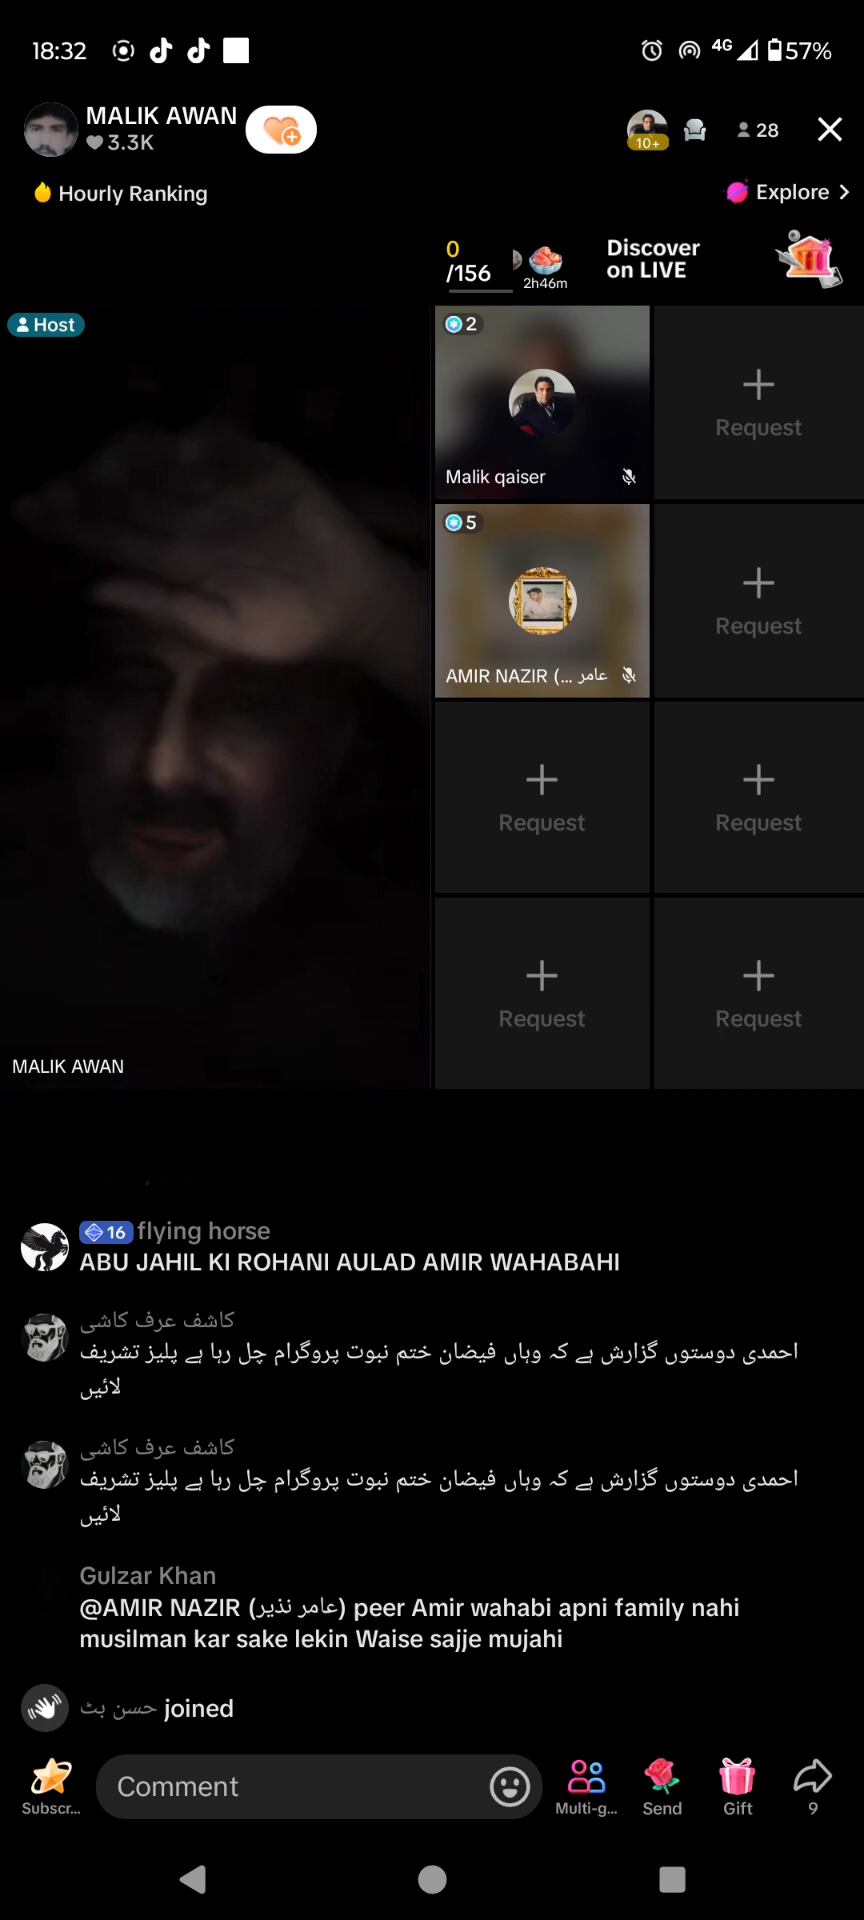 18:32
4G
57%
MALIK AWAN
3.3K
10+
28
Hourly Ranking
Explore
0
/156
2h46m
Discover
on LIVE
Host
2
Malik qaiser
Request
5
AMIR NAZIR (... عامر
Request
Request
Request
Request
Request
MALIK AWAN
16 flying horse
ABU JAHIL KI ROHANI AULAD AMIR WAHABAHI
کاشف عرف کاشی
احمدی دوستوں گزارش ہے کہ وہاں فیضان ختم نبوت پروگرام چل رہا ہے پلیز تشریف
لائیں
کاشف عرف کاشی
احمدی دوستوں گزارش ہے کہ وہاں فیضان ختم نبوت پروگرام چل رہا ہے پلیز تشریف
لائیں
Gulzar Khan
@AMIR NAZIR (عامر نذیر) peer Amir wahabi apni family nahi
musilman kar sake lekin Waise sajje mujahi
حسن بٹ joined
Comment
Subscr...
Multi-g...
Send
Gift
9